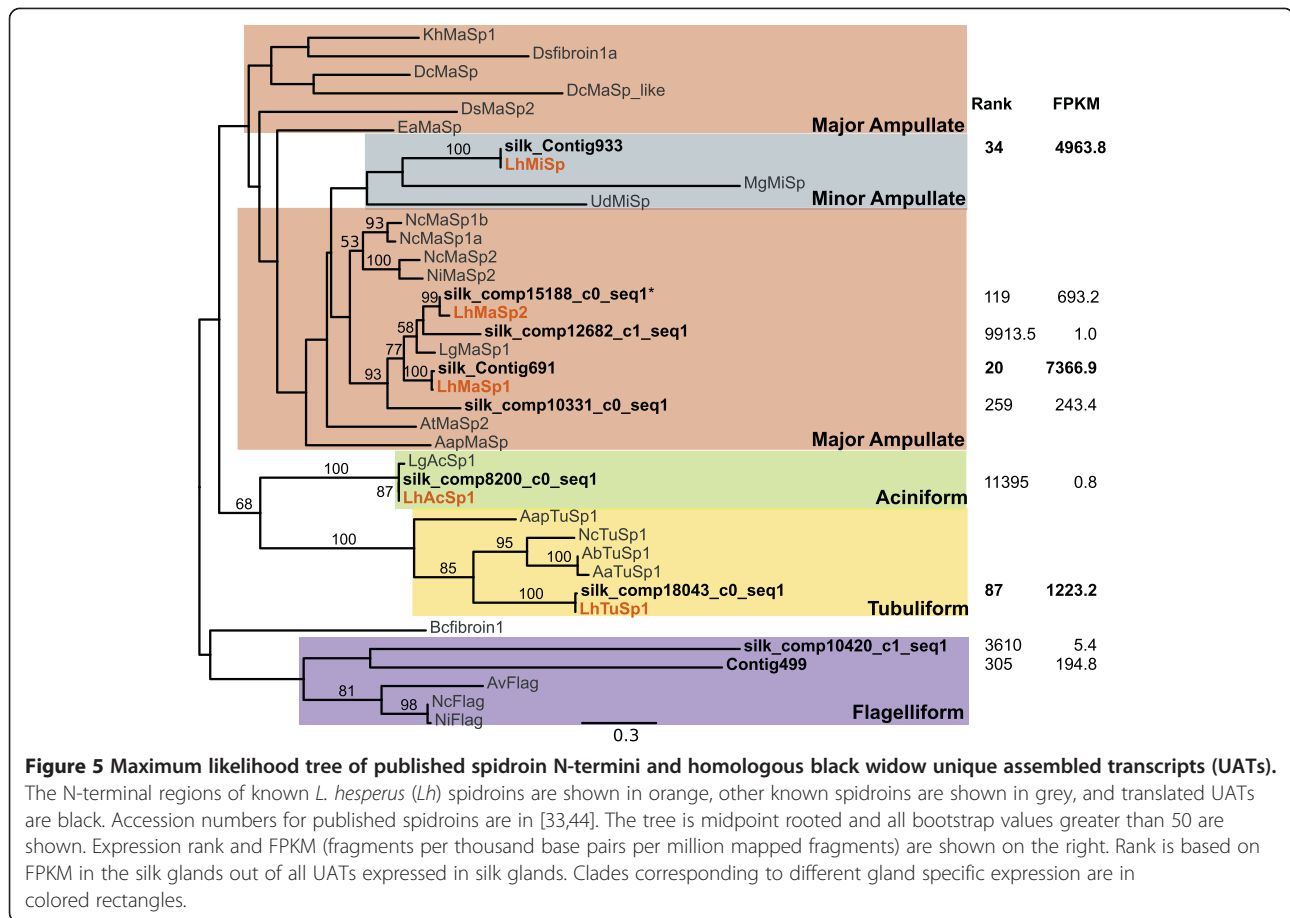 KhMaSp1
Dsfibroin1a
DcMaSp
DcMaSp_like
Rank FPKM
DsMaSp2
Major Ampullate
EaMaSp
100 silk_Contig933 34 4963.8
LhMiSp
MgMiSp
Minor Ampullate
UdMiSp
93 NcMaSp1b
53 NcMaSp1a
100 NcMaSp2
NiMaSp2
99 silk_comp15188_c0_seq1* 119 693.2
LhMaSp2
58 silk_comp12682_c1_seq1 9913.5 1.0
77 LgMaSp1
100 silk_Contig691 20 7366.9
93 LhMaSp1
silk_comp10331_c0_seq1 259 243.4
AtMaSp2
Major Ampullate
AapMaSp
100 LgAcSp1
silk_comp8200_c0_seq1 11395 0.8
87 LhAcSp1
Aciniform
68
AapTuSp1
100
95 NcTuSp1
100 AbTuSp1
85 AaTuSp1
100 silk_comp18043_c0_seq1 87 1223.2
LhTuSp1
Tubuliform
Bcfibroin1
silk_comp10420_c1_seq1 3610 5.4
Contig499 305 194.8
81 AvFlag
98 NcFlag
Flagelliform
NiFlag
0.3
Figure 5 Maximum likelihood tree of published spidroin N-termini and homologous black widow unique assembled transcripts (UATs).
The N-terminal regions of known L. hesperus (Lh) spidroins are shown in orange, other known spidroins are shown in grey, and translated UATs
are black. Accession numbers for published spidroins are in [33,44]. The tree is midpoint rooted and all bootstrap values greater than 50 are
shown. Expression rank and FPKM (fragments per thousand base pairs per million mapped fragments) are shown on the right. Rank is based on
FPKM in the silk glands out of all UATs expressed in silk glands. Clades corresponding to different gland specific expression are in
colored rectangles.